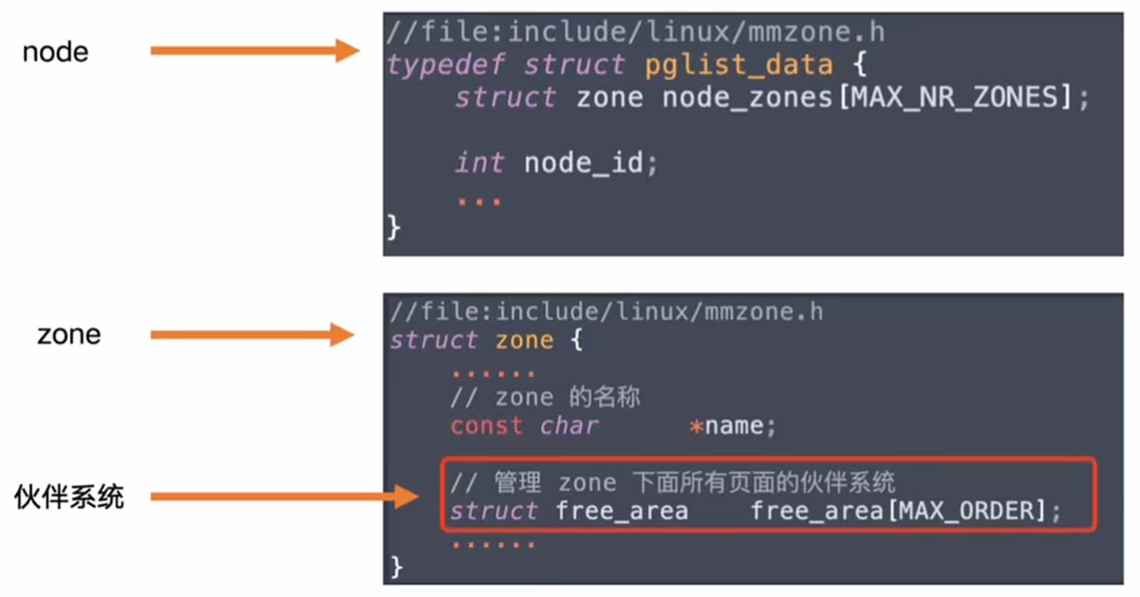 node
//file:include/linux/mmzone.h
typedef struct pglist_data {
struct zone node_zones[MAX_NR_ZONES];
int node_id;
...
}
zone
//file:include/linux/mmzone.h
struct zone {
......
// zone 的名称
const char *name;
伙伴系统
// 管理 zone 下面所有页面的伙伴系统
struct free_area free_area[MAX_ORDER];
......
}